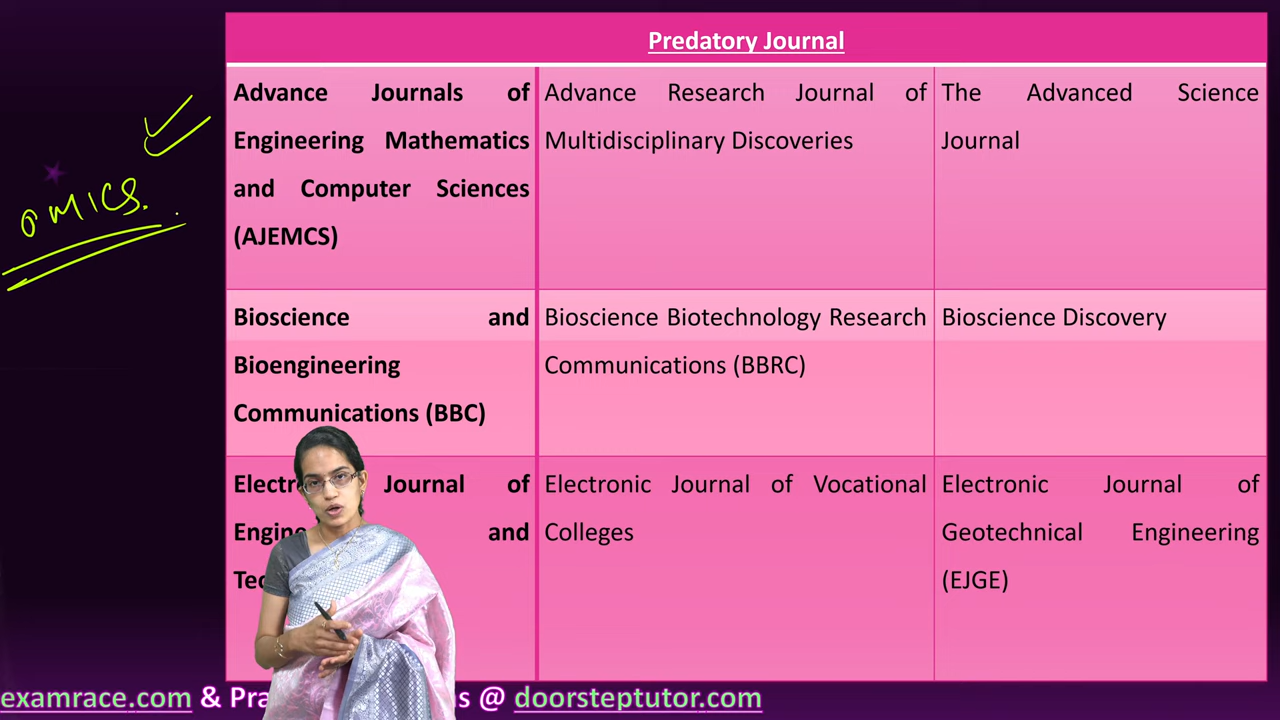 Predatory Journal
Advance Journals of
Engineering Mathematics
and Computer Sciences
(AJEMCS)
Advance Research Journal of
Multidisciplinary Discoveries
The Advanced Science
Journal
OMICS.
Bioscience and
Bioengineering
Communications (BBC)
Bioscience Biotechnology Research
Communications (BBRC)
Bioscience Discovery
Journal of
and
Electronic Journal of Vocational
Colleges
Electronic Journal of
Geotechnical Engineering
(EJGE)
examrace.com & @ doorsteptutor.com